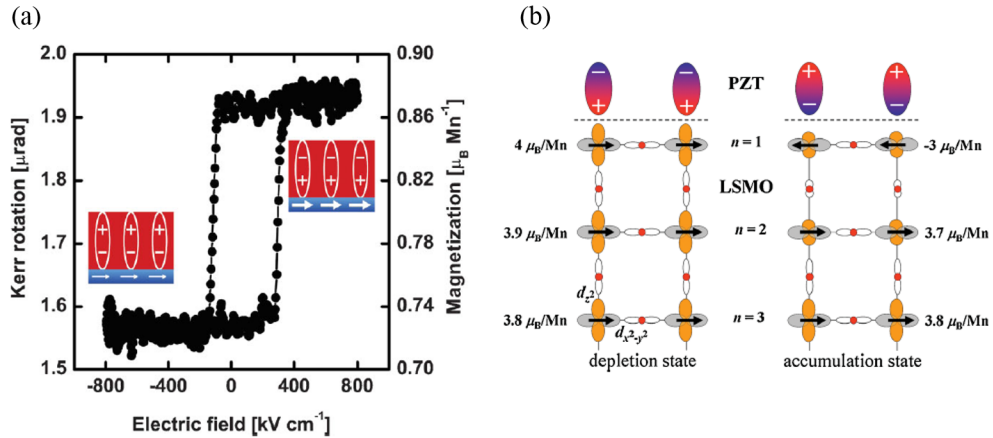 (a)
2.0
1.9
1.8
1.7
1.6
1.5
Kerr rotation [μrad]
0.90
0.86
0.82
0.78
0.74
0.70
Magnetization [μB Mn⁻¹]
− − −
+ + +
+ + +
− − −
-800 -400 0 400 800
Electric field [kV cm⁻¹]
(b)
− − PZT + +
+ + − −
4 μB/Mn n = 1 -3 μB/Mn
LSMO
3.9 μB/Mn n = 2 3.7 μB/Mn
dz²
3.8 μB/Mn n = 3 3.8 μB/Mn
dx²-y²
depletion state accumulation state